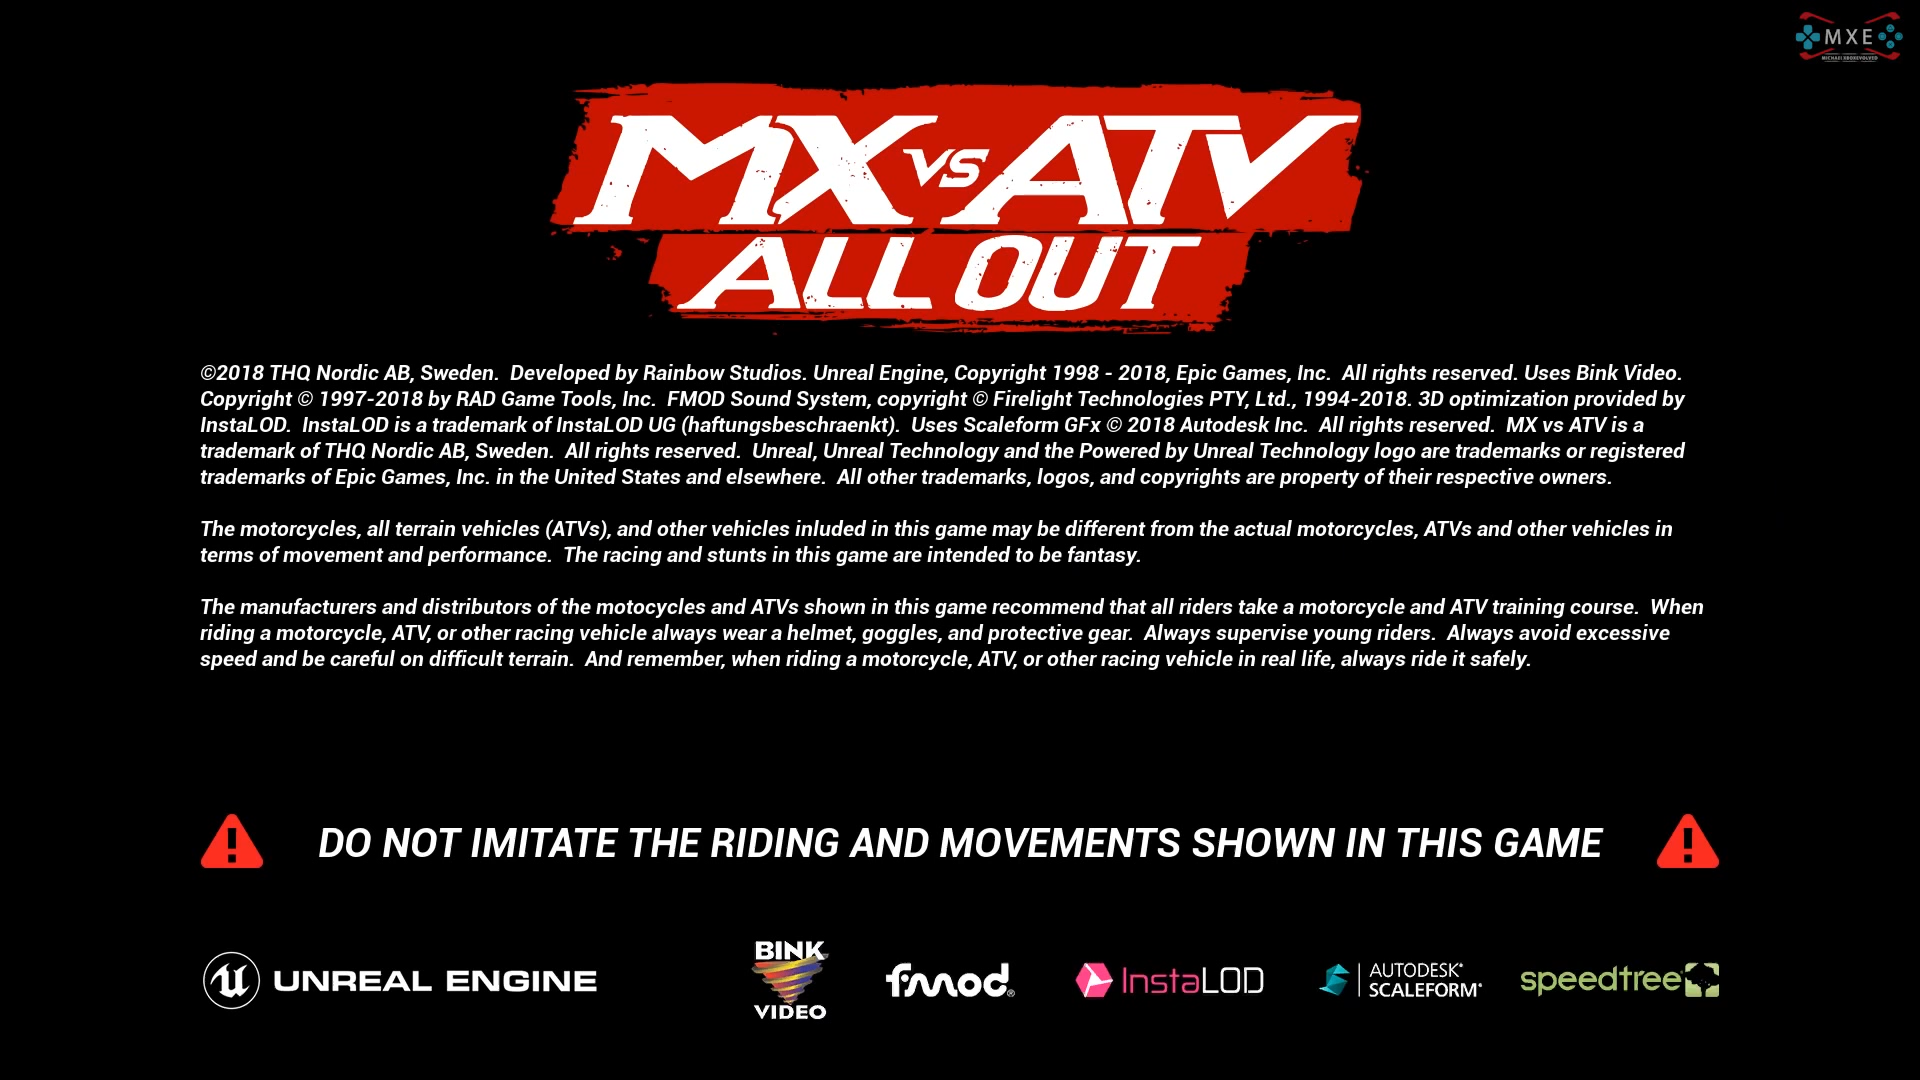 MXE
MICHAEL XBOXEVOLVED
MX vs ATV
ALL OUT
©2018 THQ Nordic AB, Sweden.  Developed by Rainbow Studios. Unreal Engine, Copyright 1998 - 2018, Epic Games, Inc.  All rights reserved. Uses Bink Video.
Copyright © 1997-2018 by RAD Game Tools, Inc.  FMOD Sound System, copyright © Firelight Technologies PTY, Ltd., 1994-2018. 3D optimization provided by
InstaLOD.  InstaLOD is a trademark of InstaLOD UG (haftungsbeschraenkt).  Uses Scaleform GFx © 2018 Autodesk Inc.  All rights reserved.  MX vs ATV is a
trademark of THQ Nordic AB, Sweden.  All rights reserved.  Unreal, Unreal Technology and the Powered by Unreal Technology logo are trademarks or registered
trademarks of Epic Games, Inc. in the United States and elsewhere.  All other trademarks, logos, and copyrights are property of their respective owners.
The motorcycles, all terrain vehicles (ATVs), and other vehicles inluded in this game may be different from the actual motorcycles, ATVs and other vehicles in
terms of movement and performance.  The racing and stunts in this game are intended to be fantasy.
The manufacturers and distributors of the motocycles and ATVs shown in this game recommend that all riders take a motorcycle and ATV training course.  When
riding a motorcycle, ATV, or other racing vehicle always wear a helmet, goggles, and protective gear.  Always supervise young riders.  Always avoid excessive
speed and be careful on difficult terrain.  And remember, when riding a motorcycle, ATV, or other racing vehicle in real life, always ride it safely.
DO NOT IMITATE THE RIDING AND MOVEMENTS SHOWN IN THIS GAME
UNREAL ENGINE
BINK
VIDEO
fmod®
InstaLOD
AUTODESK®
SCALEFORM®
speedtree